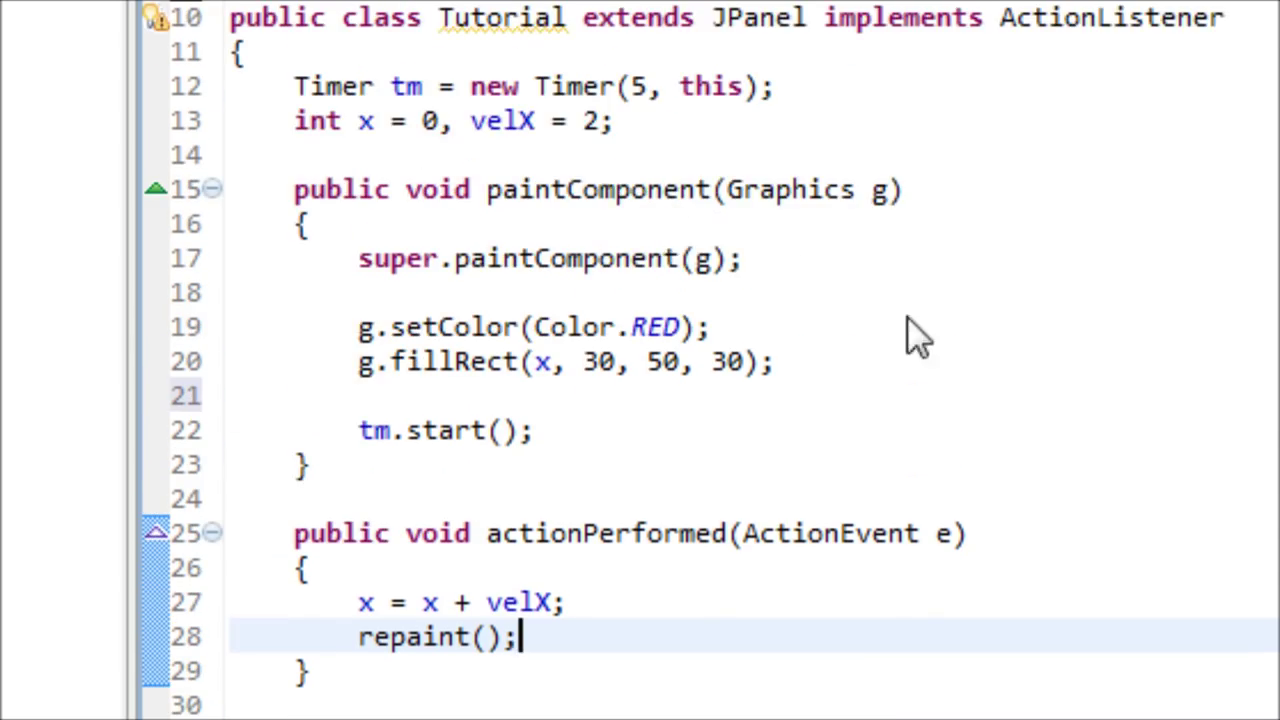 10 public class Tutorial extends JPanel implements ActionListener
11 {
12 Timer tm = new Timer(5, this);
13 int x = 0, velX = 2;
14
15 public void paintComponent(Graphics g)
16 {
17 super.paintComponent(g);
18
19 g.setColor(Color.RED);
20 g.fillRect(x, 30, 50, 30);
21
22 tm.start();
23 }
24
25 public void actionPerformed(ActionEvent e)
26 {
27 x = x + velX;
28 repaint();
29 }
30